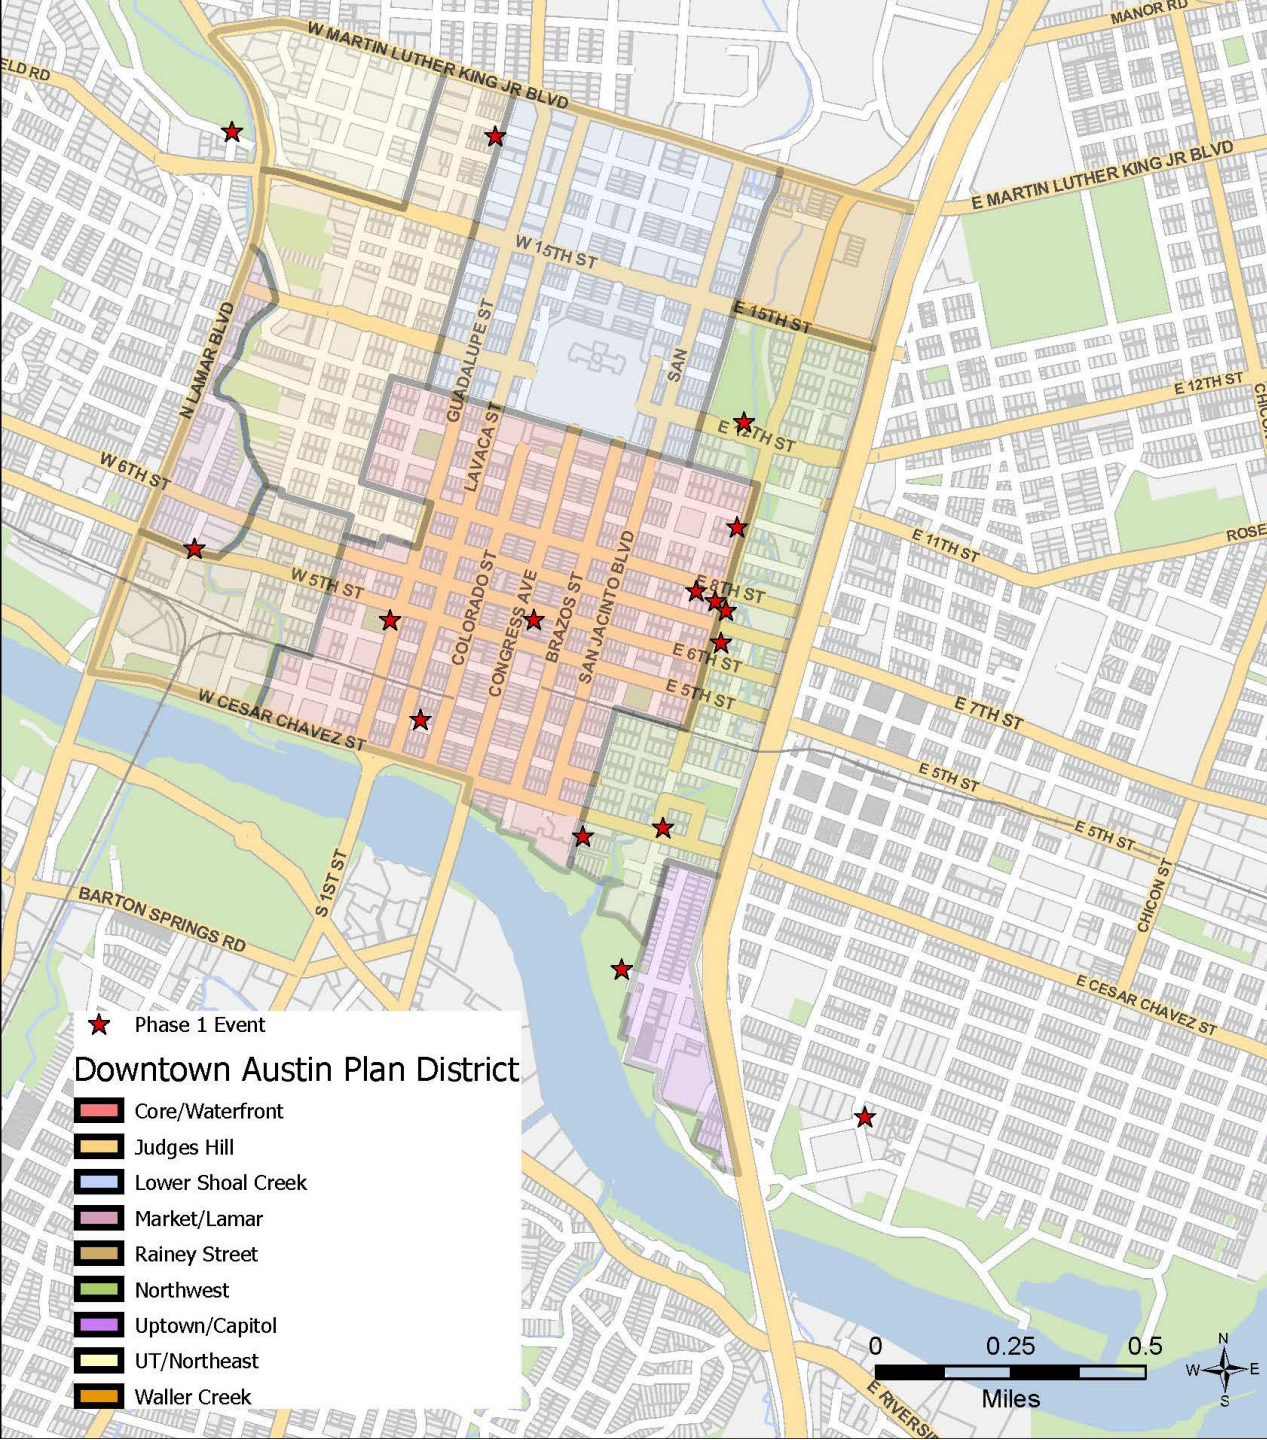 MANOR RD
W MARTIN LUTHER KING JR BLVD
ELD RD
E MARTIN LUTHER KING JR BLVD
W 15TH ST
E 15TH ST
GUADALUPE ST
SAN
N LAMAR BLVD
E 12TH ST
CHICON
LAVACA ST
E 12TH ST
W 6TH ST
E 11TH ST
ROSE
W 5TH ST
E 8TH ST
COLORADO ST
CONGRESS AVE
BRAZOS ST
SAN JACINTO BLVD
E 6TH ST
E 5TH ST
W CESAR CHAVEZ ST
E 7TH ST
E 5TH ST
E 5TH ST
S 1ST ST
BARTON SPRINGS RD
CHICON ST
E CESAR CHAVEZ ST
Phase 1 Event
Downtown Austin Plan District
Core/Waterfront
Judges Hill
Lower Shoal Creek
Market/Lamar
Rainey Street
Northwest
Uptown/Capitol
UT/Northeast
Waller Creek
0 0.25 0.5
Miles
N
W E
S
E RIVERSI